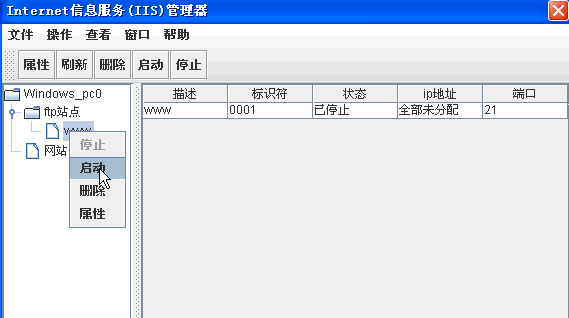 Internet信息服务(IIS)管理器
文件 操作 查看 窗口 帮助
属性 刷新 删除 启动 停止
Windows_pc0
ftp站点
www
网站
停止
启动
删除
属性
描述 标识符 状态 ip地址 端口
www 0001 已停止 全部未分配 21